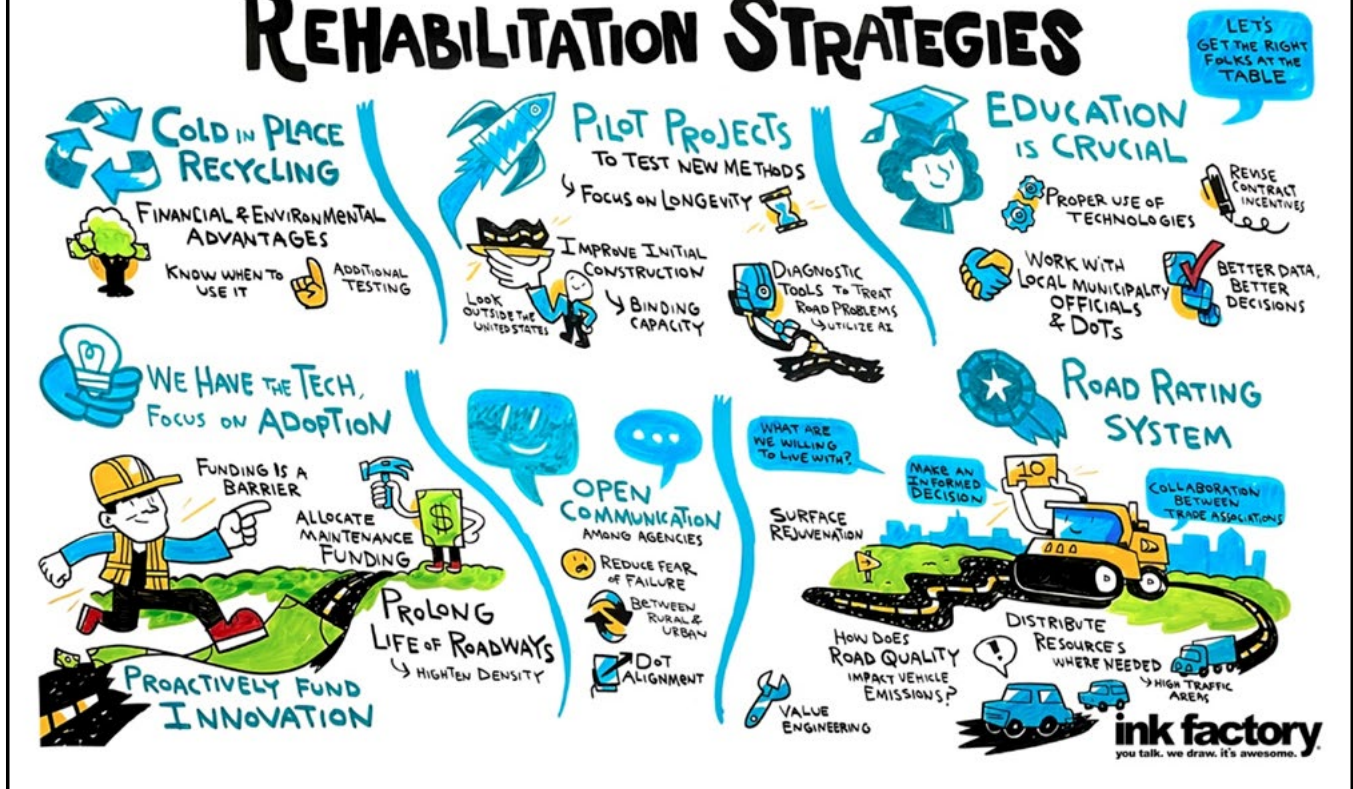 REHABILITATION STRATEGIES
LET'S
GET THE RIGHT
FOLKS AT THE
TABLE
COLD IN PLACE
RECYCLING
FINANCIAL & ENVIRONMENTAL
ADVANTAGES
KNOW WHEN TO
USE IT
ADDITIONAL
TESTING
PILOT PROJECTS
TO TEST NEW METHODS
FOCUS ON LONGEVITY
IMPROVE INITIAL
CONSTRUCTION
BINDING
CAPACITY
LOOK
OUTSIDE THE
UNITED STATES
DIAGNOSTIC
TOOLS TO TREAT
ROAD PROBLEMS
UTILIZE AI
EDUCATION
IS CRUCIAL
PROPER USE OF
TECHNOLOGIES
REVISE
CONTRACT
INCENTIVES
WORK WITH
LOCAL MUNICIPALITY
OFFICIALS
& DOTS
BETTER DATA,
BETTER
DECISIONS
WE HAVE THE TECH,
FOCUS ON ADOPTION
FUNDING IS A
BARRIER
ALLOCATE
MAINTENANCE
FUNDING
$
PROLONG
LIFE OF ROADWAYS
HIGHTEN DENSITY
PROACTIVELY FUND
INNOVATION
OPEN
COMMUNICATION
AMONG AGENCIES
REDUCE FEAR
OF FAILURE
BETWEEN
RURAL &
URBAN
DOT
ALIGNMENT
ROAD RATING
SYSTEM
WHAT ARE
WE WILLING
TO LIVE WITH?
MAKE AN
INFORMED
DECISION
10
COLLABORATION
BETWEEN
TRADE ASSOCIATIONS
SURFACE
REJUVENATION
HOW DOES
ROAD QUALITY
IMPACT VEHICLE
EMISSIONS?
VALUE
ENGINEERING
!
DISTRIBUTE
RESOURCES
WHERE NEEDED
HIGH TRAFFIC
AREAS
ink factory
you talk. we draw. it's awesome.